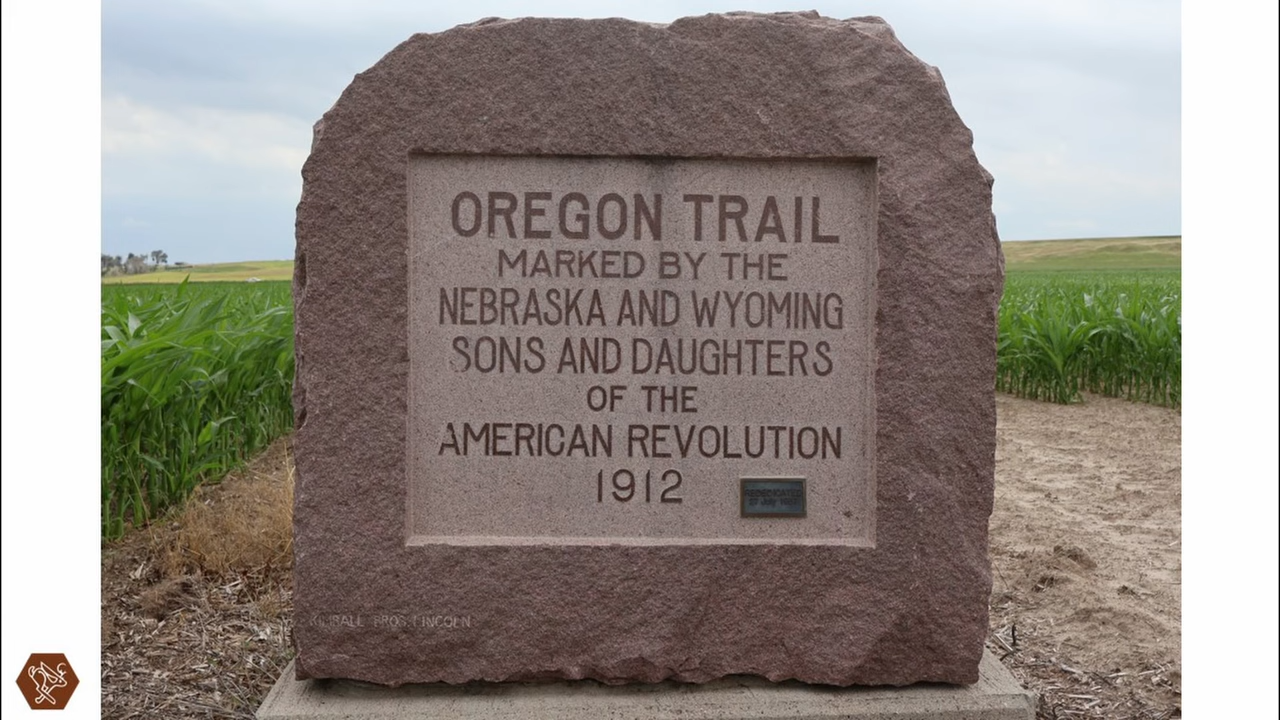 OREGON TRAIL
MARKED BY THE
NEBRASKA AND WYOMING
SONS AND DAUGHTERS
OF THE
AMERICAN REVOLUTION
1912
REDEDICATED
KIMBALL BROS LINCOLN